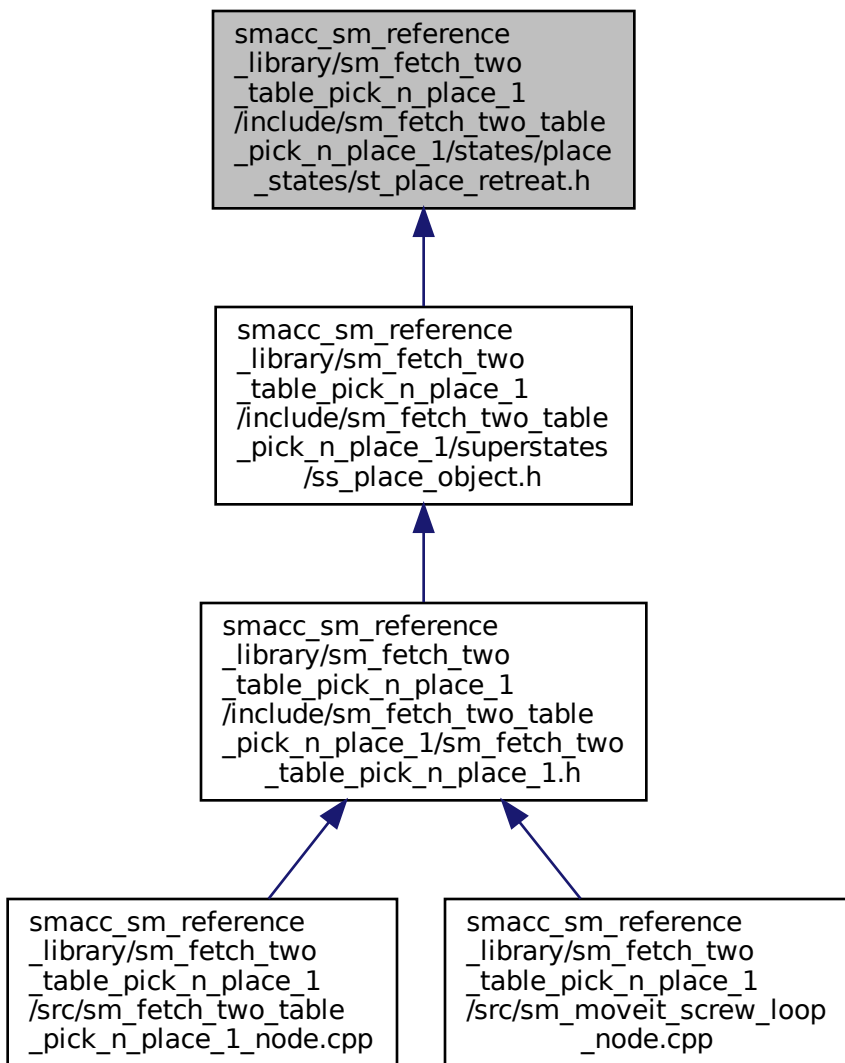 smacc_sm_reference
_library/sm_fetch_two
_table_pick_n_place_1
/include/sm_fetch_two_table
_pick_n_place_1/states/place
_states/st_place_retreat.h
smacc_sm_reference
_library/sm_fetch_two
_table_pick_n_place_1
/include/sm_fetch_two_table
_pick_n_place_1/superstates
/ss_place_object.h
smacc_sm_reference
_library/sm_fetch_two
_table_pick_n_place_1
/include/sm_fetch_two_table
_pick_n_place_1/sm_fetch_two
_table_pick_n_place_1.h
smacc_sm_reference
_library/sm_fetch_two
_table_pick_n_place_1
/src/sm_fetch_two_table
_pick_n_place_1_node.cpp
smacc_sm_reference
_library/sm_fetch_two
_table_pick_n_place_1
/src/sm_moveit_screw_loop
_node.cpp